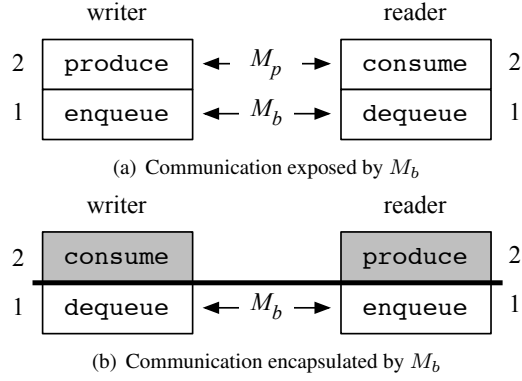 writer reader
2 produce M_p consume 2
1 enqueue M_b dequeue 1
(a) Communication exposed by M_b
writer reader
2 consume produce 2
1 dequeue M_b enqueue 1
(b) Communication encapsulated by M_b